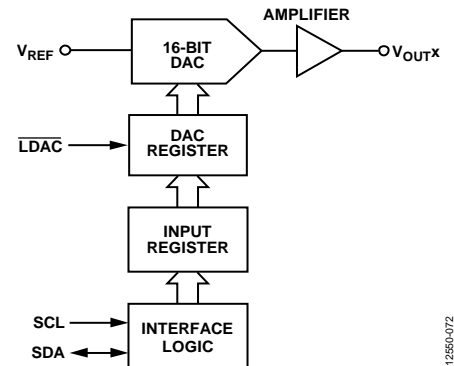 AMPLIFIER
VREF
16-BIT
DAC
VOUTx
LDAC
DAC
REGISTER
INPUT
REGISTER
SCL
SDA
INTERFACE
LOGIC
12550-072